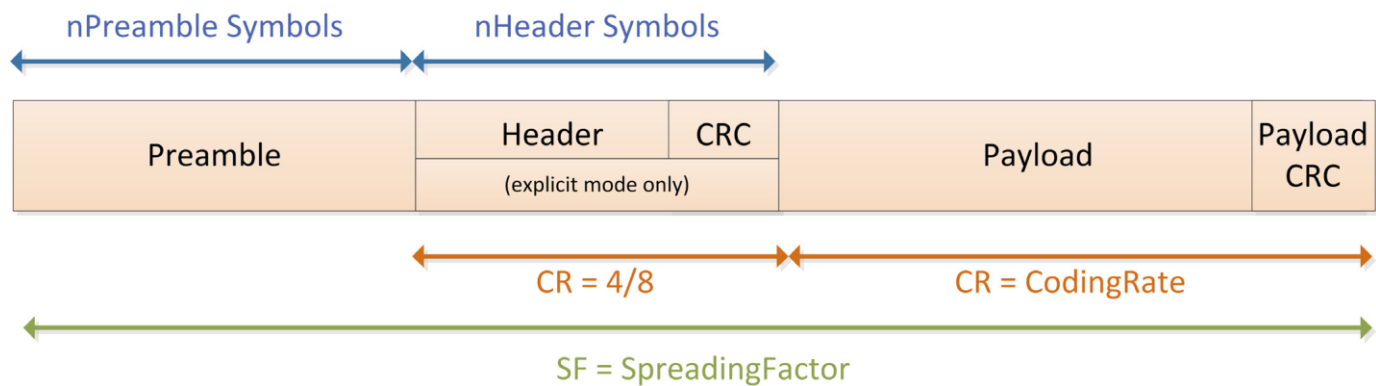 nPreamble Symbols
nHeader Symbols
Preamble
Header
CRC
(explicit mode only)
Payload
Payload
CRC
CR = 4/8
CR = CodingRate
SF = SpreadingFactor